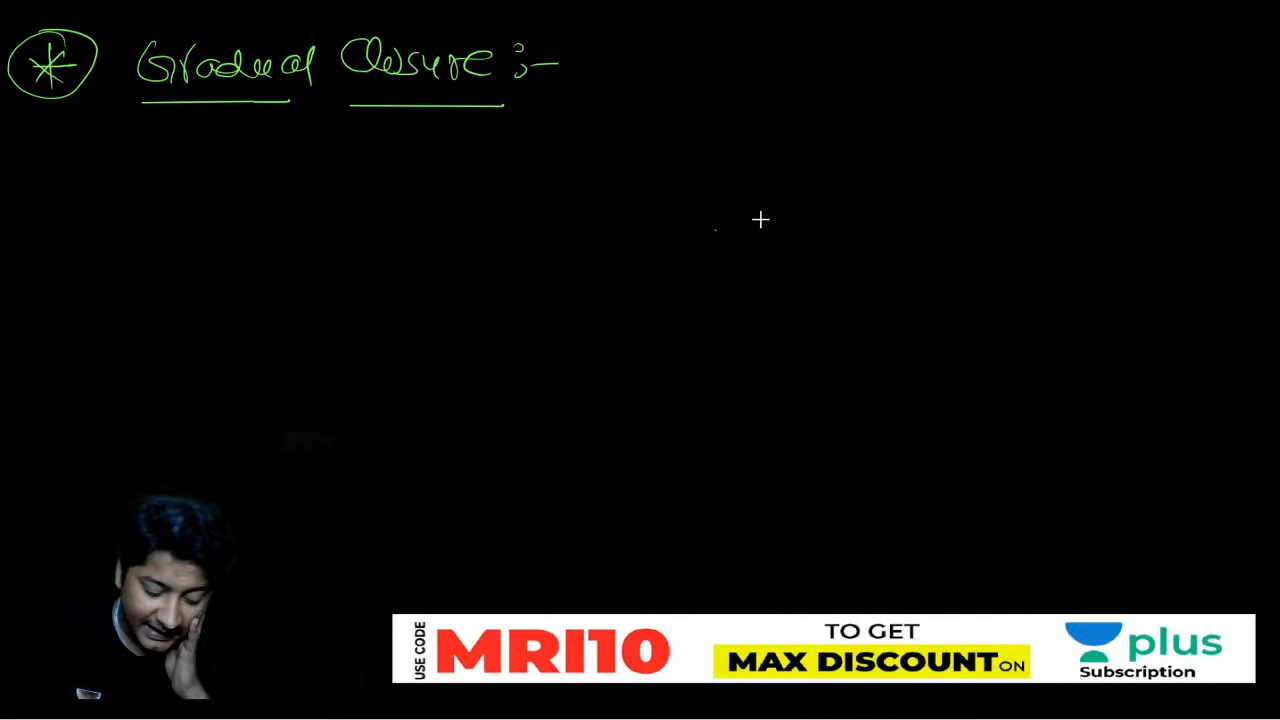 * Gradual Closure :-
USE CODE
MRI10
TO GET
MAX DISCOUNT ON
plus
Subscription